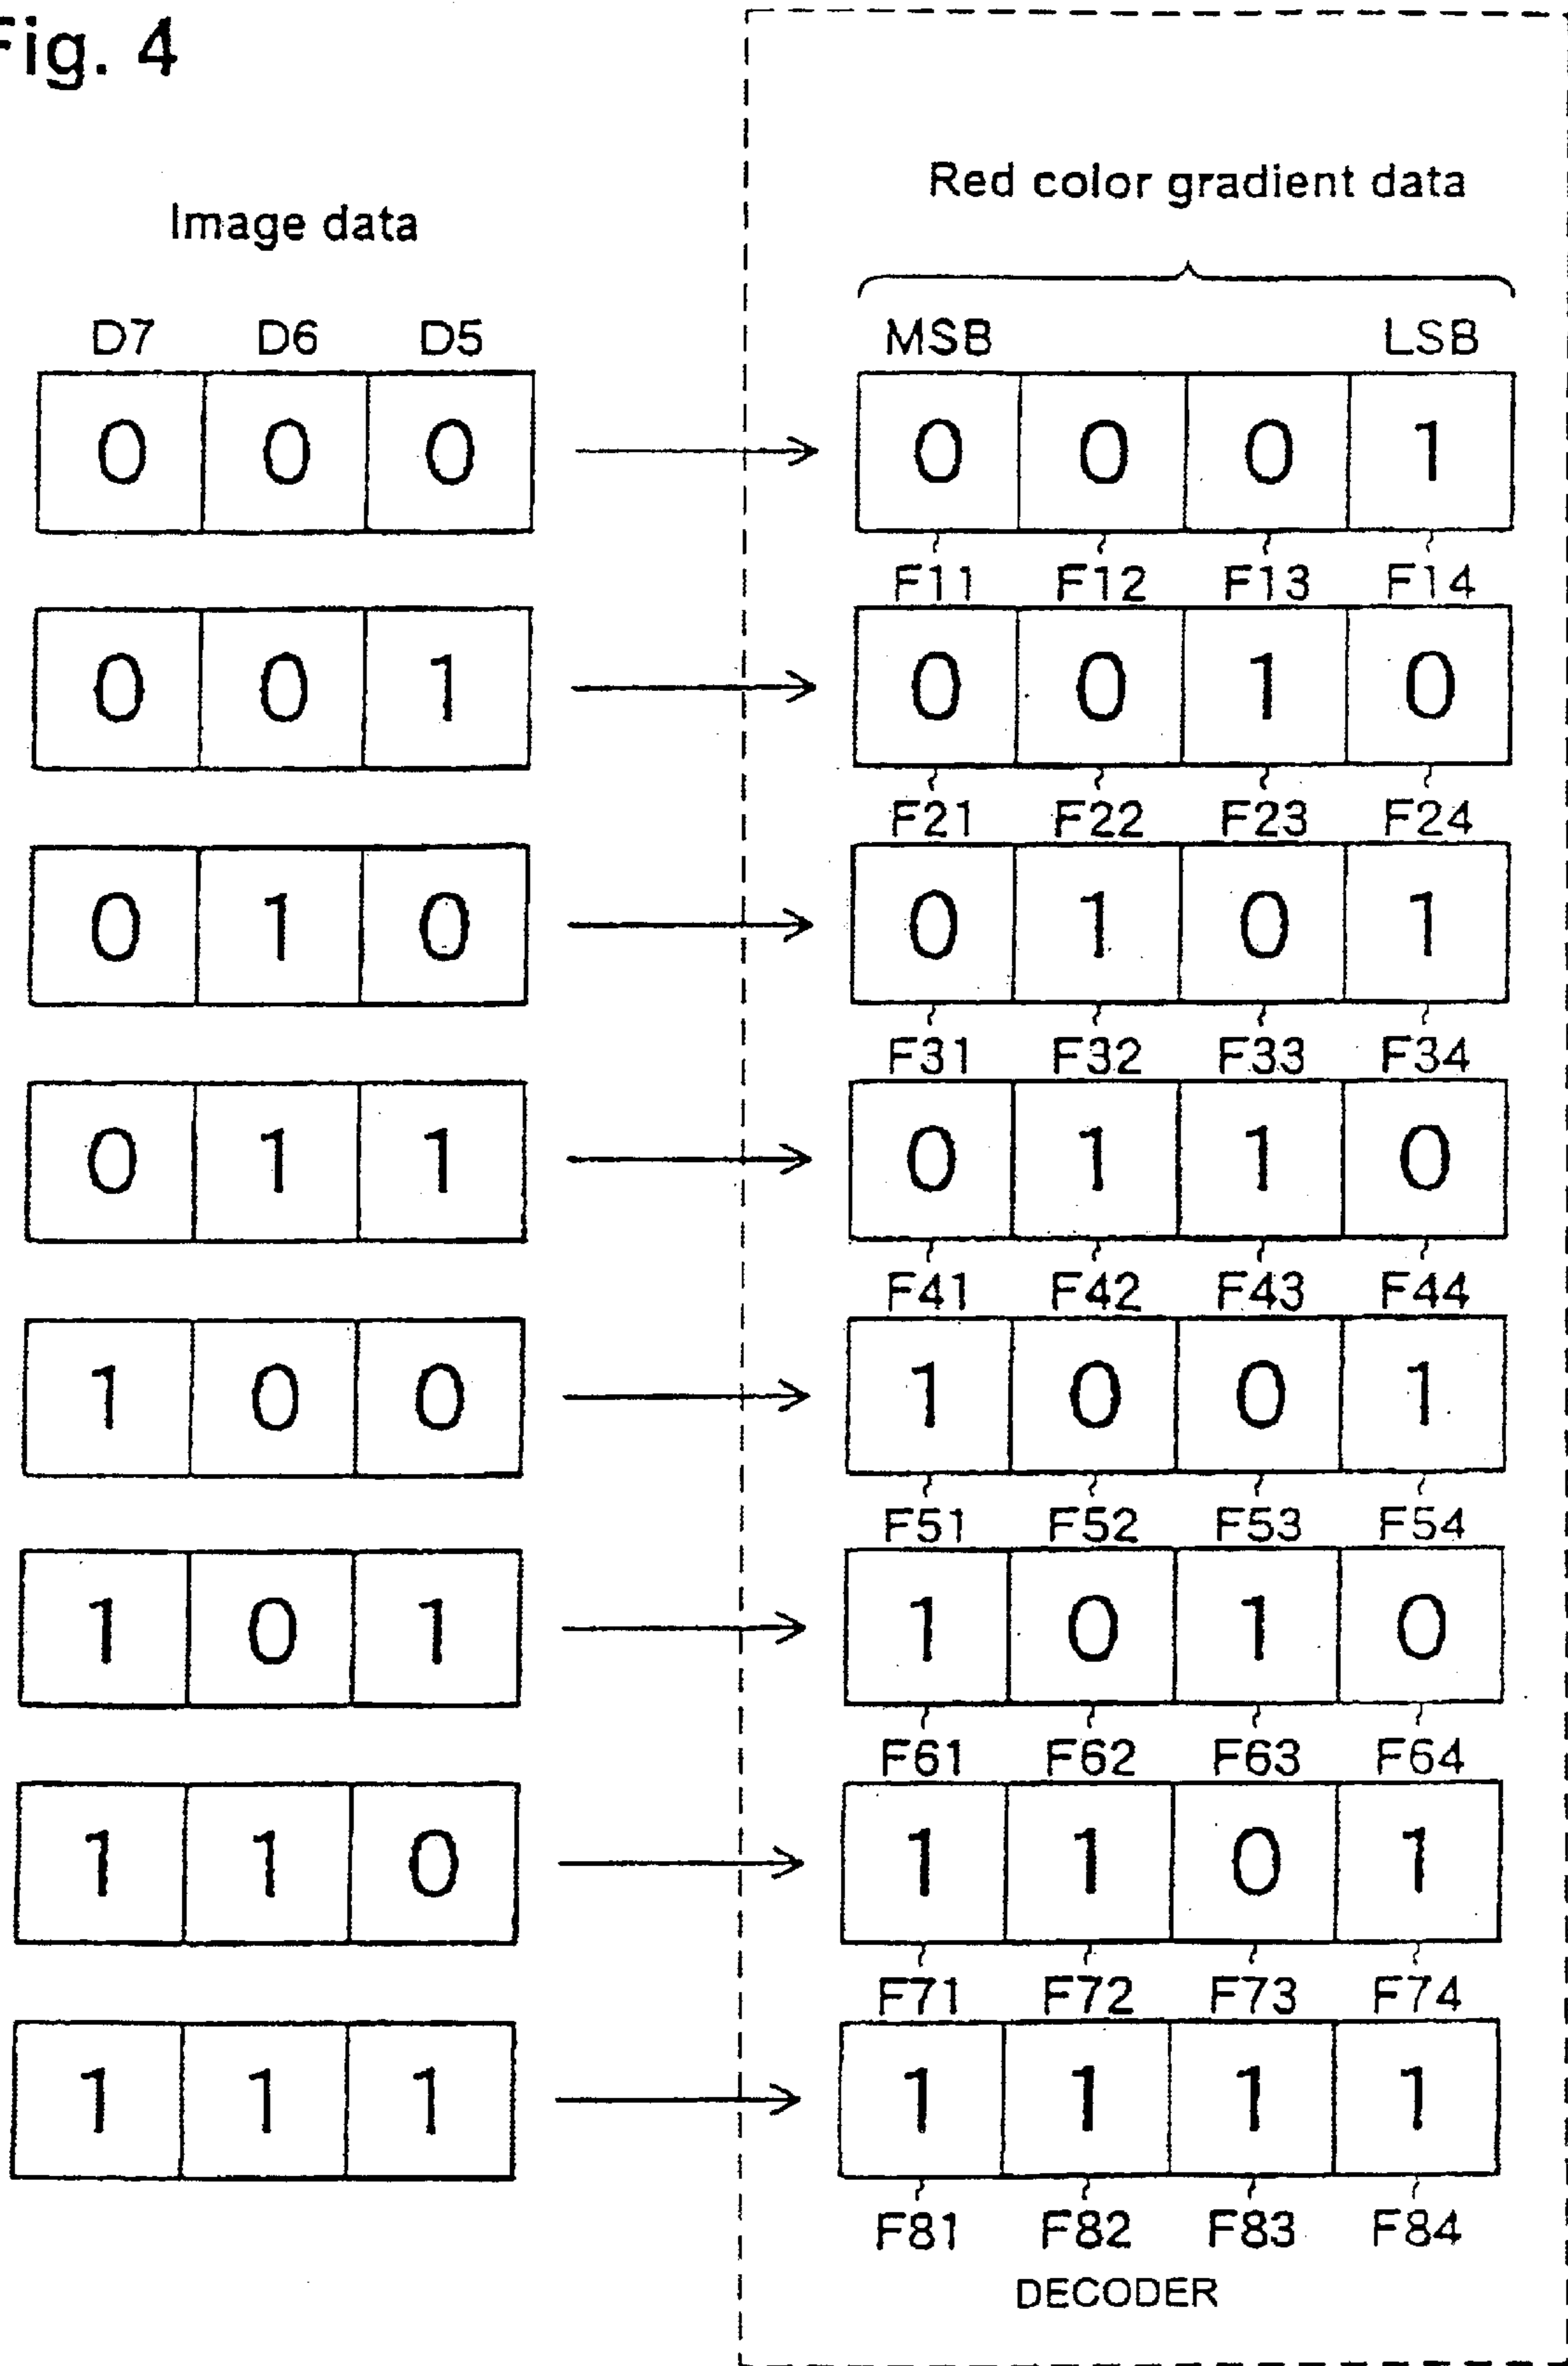 Fig. 4
Red color gradient data
Image data
D7 D6 D5 MSB LSB
0 0 0 0 0 0 1
F11 F12 F13 F14
0 0 1 0 0 1 0
F21 F22 F23 F24
0 1 0 0 1 0 1
F31 F32 F33 F34
0 1 1 0 1 1 0
F41 F42 F43 F44
1 0 0 1 0 0 1
F51 F52 F53 F54
1 0 1 1 0 1 0
F61 F62 F63 F64
1 1 0 1 1 0 1
F71 F72 F73 F74
1 1 1 1 1 1 1
F81 F82 F83 F84
DECODER